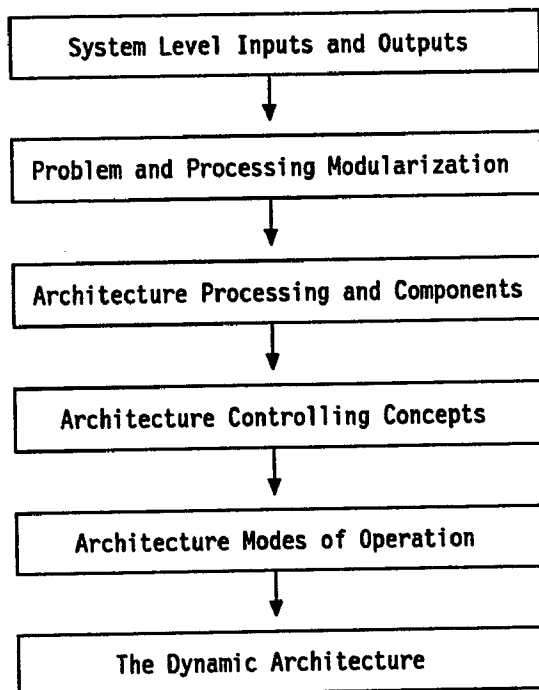 System Level Inputs and Outputs
Problem and Processing Modularization
Architecture Processing and Components
Architecture Controlling Concepts
Architecture Modes of Operation
The Dynamic Architecture